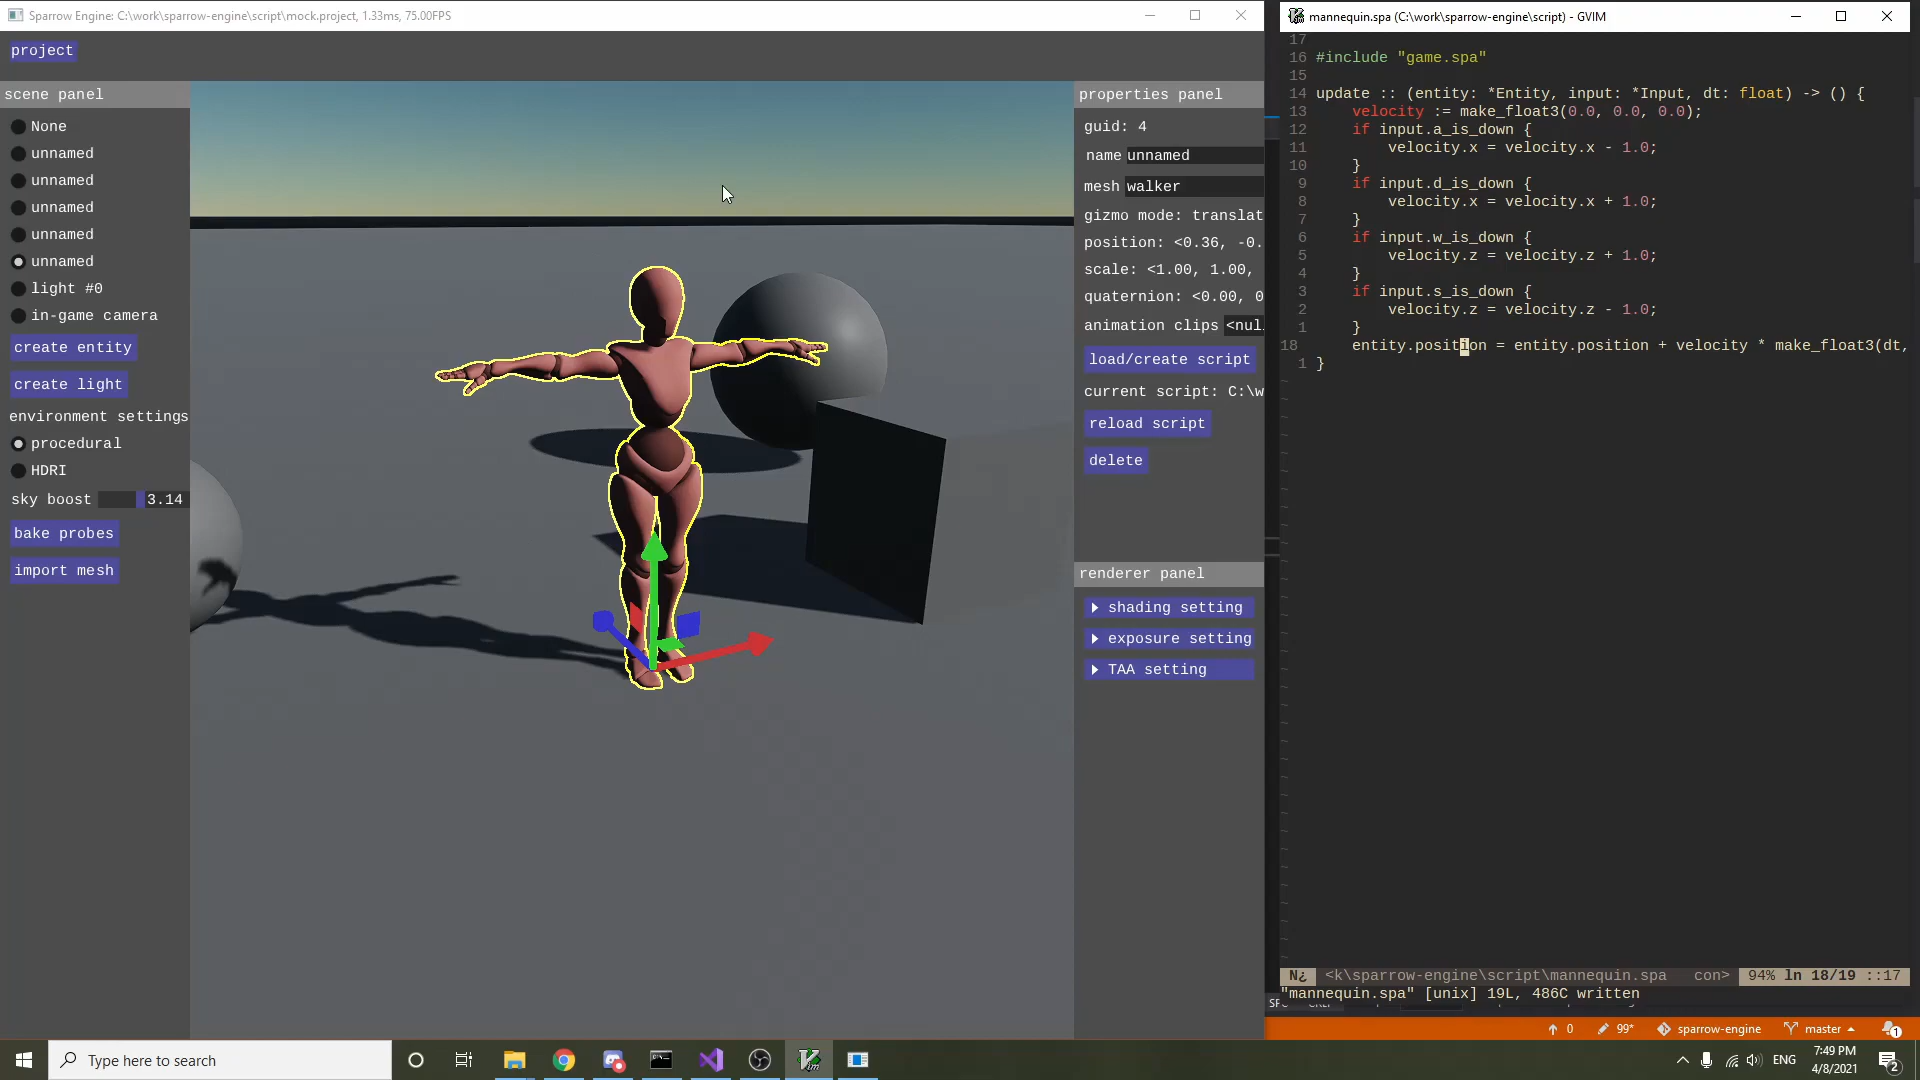 Sparrow Engine: C:\work\sparrow-engine\script\mock.project, 1.33ms, 75.00FPS
project
scene panel
None
unnamed
unnamed
unnamed
unnamed
unnamed
light #0
in-game camera
create entity
create light
environment settings
procedural
HDRI
sky boost 3.14
bake probes
import mesh
properties panel
guid: 4
name unnamed
mesh walker
gizmo mode: translat
position: <0.36, -0.
scale: <1.00, 1.00,
quaternion: <0.00, 0
animation clips <nul
load/create script
current script: C:\w
reload script
delete
renderer panel
shading setting
exposure setting
TAA setting
mannequin.spa (C:\work\sparrow-engine\script) - GVIM
17
16 #include "game.spa"
15
14 update :: (entity: *Entity, input: *Input, dt: float) -> () {
13 velocity := make_float3(0.0, 0.0, 0.0);
12 if input.a_is_down {
11 velocity.x = velocity.x - 1.0;
10 }
9 if input.d_is_down {
8 velocity.x = velocity.x + 1.0;
7 }
6 if input.w_is_down {
5 velocity.z = velocity.z + 1.0;
4 }
3 if input.s_is_down {
2 velocity.z = velocity.z - 1.0;
1 }
18 entity.position = entity.position + velocity * make_float3(dt,
1 }
N¿ <k\sparrow-engine\script\mannequin.spa con> 94% ln 18/19 ::17
"mannequin.spa" [unix] 19L, 486C written
0 99* sparrow-engine master 1
Type here to search
ENG
7:49 PM
4/8/2021
2